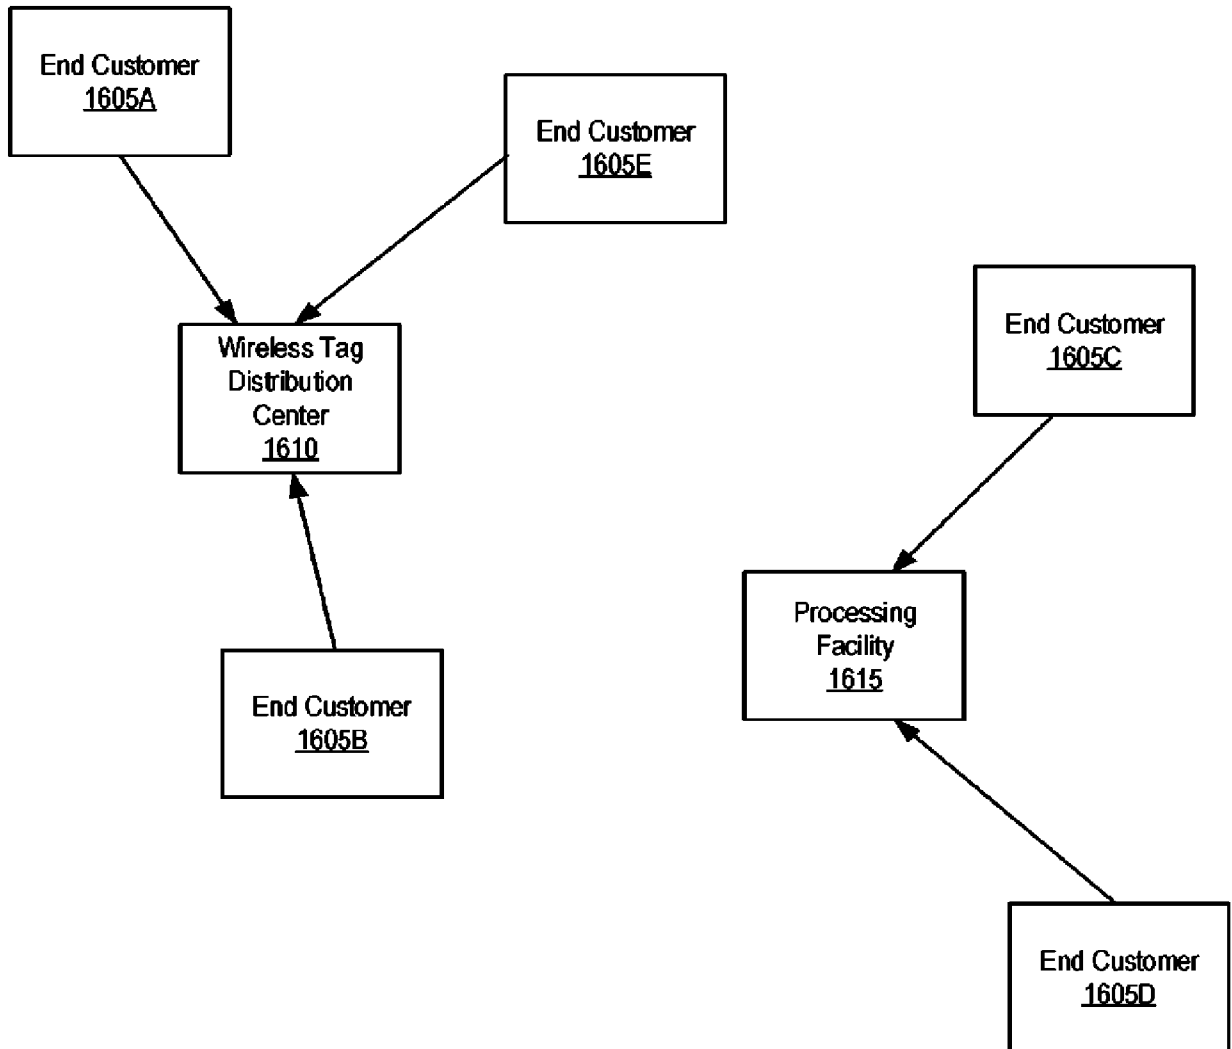 End Customer
1605A
End Customer
1605E
Wireless Tag
Distribution
Center
1610
End Customer
1605C
Processing
Facility
1615
End Customer
1605B
End Customer
1605D